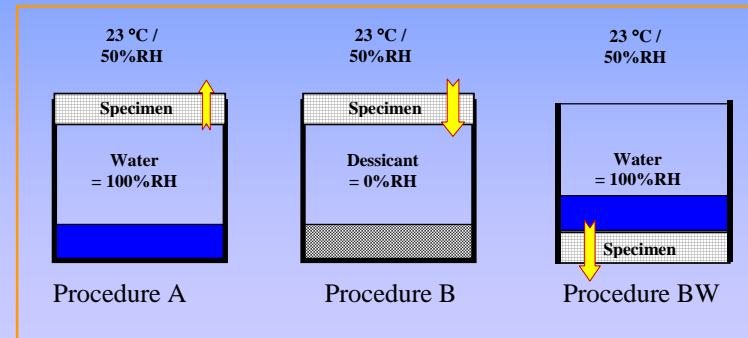 23 °C /
50%RH
Specimen
Water
= 100%RH
Procedure A
23 °C /
50%RH
Specimen
Dessicant
= 0%RH
Procedure B
23 °C /
50%RH
Water
= 100%RH
Specimen
Procedure BW